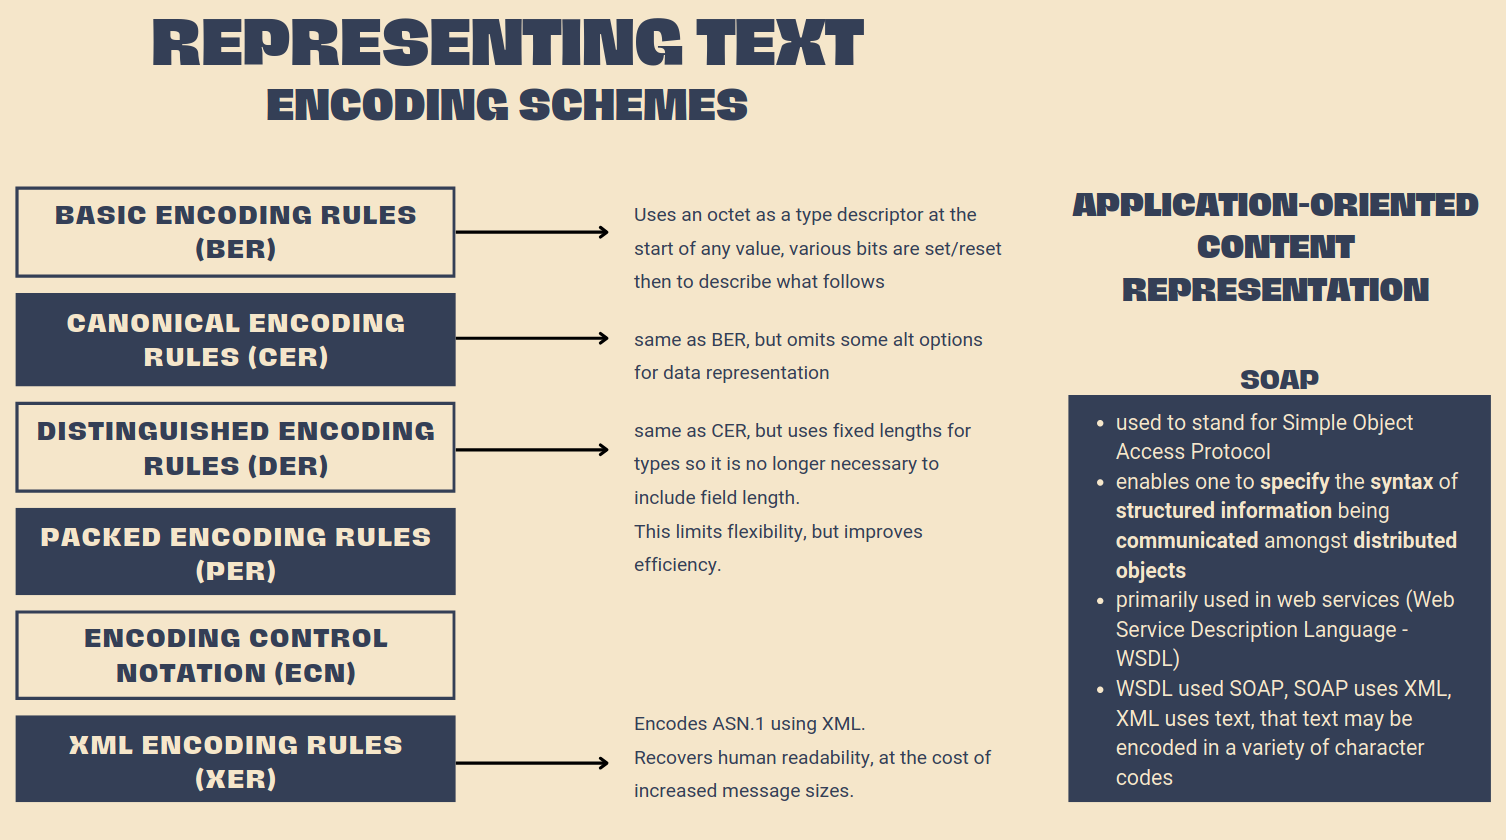 REPRESENTING TEXT
ENCODING SCHEMES
BASIC ENCODING RULES
(BER)
Uses an octet as a type descriptor at the
start of any value, various bits are set/reset
then to describe what follows
CANONICAL ENCODING
RULES (CER)
same as BER, but omits some alt options
for data representation
DISTINGUISHED ENCODING
RULES (DER)
same as CER, but uses fixed lengths for
types so it is no longer necessary to
include field length.
This limits flexibility, but improves
efficiency.
PACKED ENCODING RULES
(PER)
ENCODING CONTROL
NOTATION (ECN)
XML ENCODING RULES
(XER)
Encodes ASN.1 using XML.
Recovers human readability, at the cost of
increased message sizes.
APPLICATION-ORIENTED
CONTENT
REPRESENTATION
SOAP
• used to stand for Simple Object
Access Protocol
• enables one to specify the syntax of
structured information being
communicated amongst distributed
objects
• primarily used in web services (Web
Service Description Language -
WSDL)
• WSDL used SOAP, SOAP uses XML,
XML uses text, that text may be
encoded in a variety of character
codes